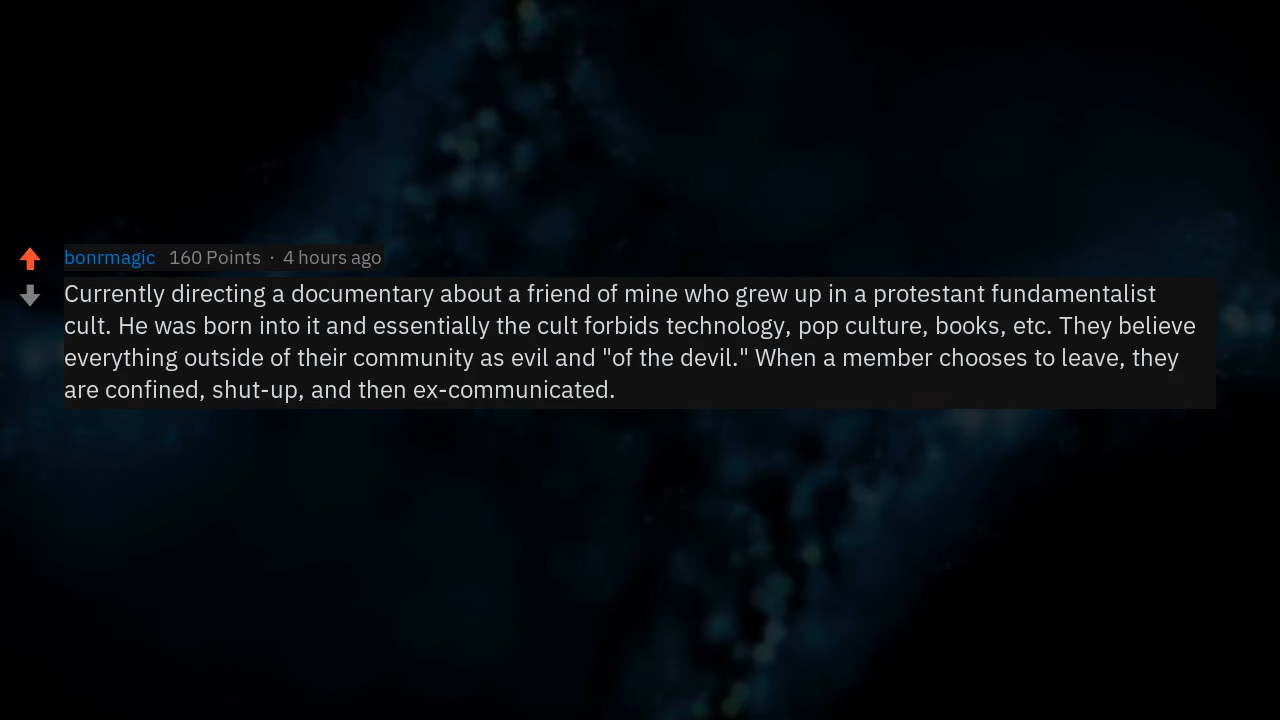 bonrmagic 160 Points · 4 hours ago
Currently directing a documentary about a friend of mine who grew up in a protestant fundamentalist
cult. He was born into it and essentially the cult forbids technology, pop culture, books, etc. They believe
everything outside of their community as evil and "of the devil." When a member chooses to leave, they
are confined, shut-up, and then ex-communicated.